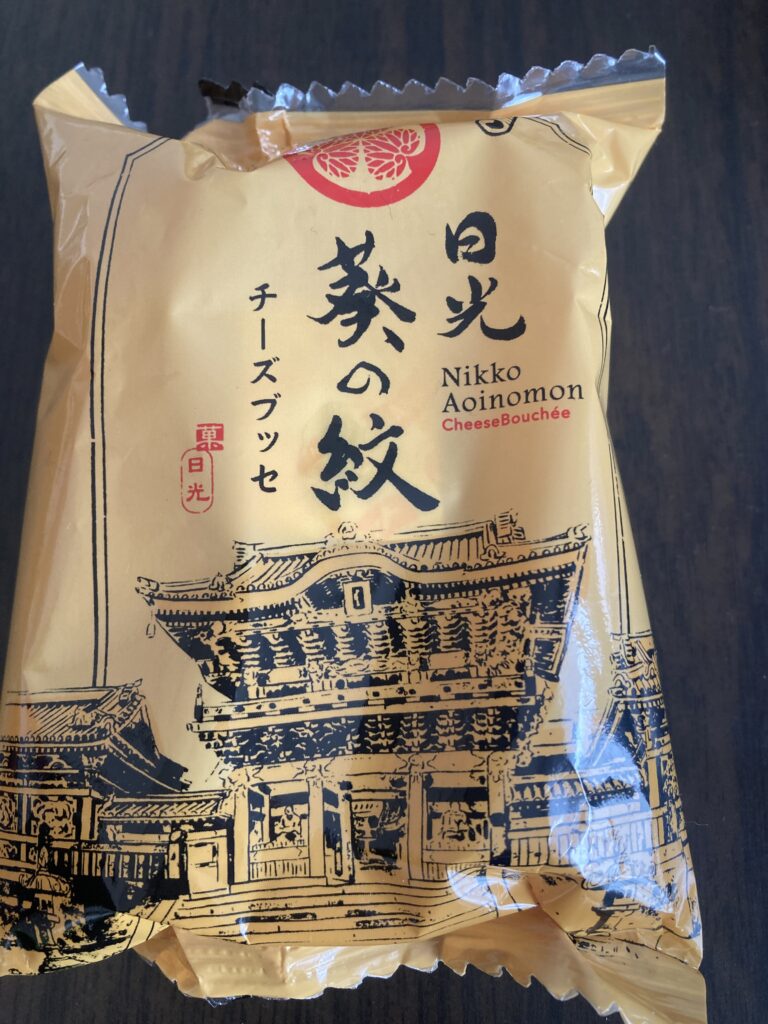 日光
葵の紋
チーズブッセ
Nikko
Aoinomon
CheeseBouchée
菓
日光